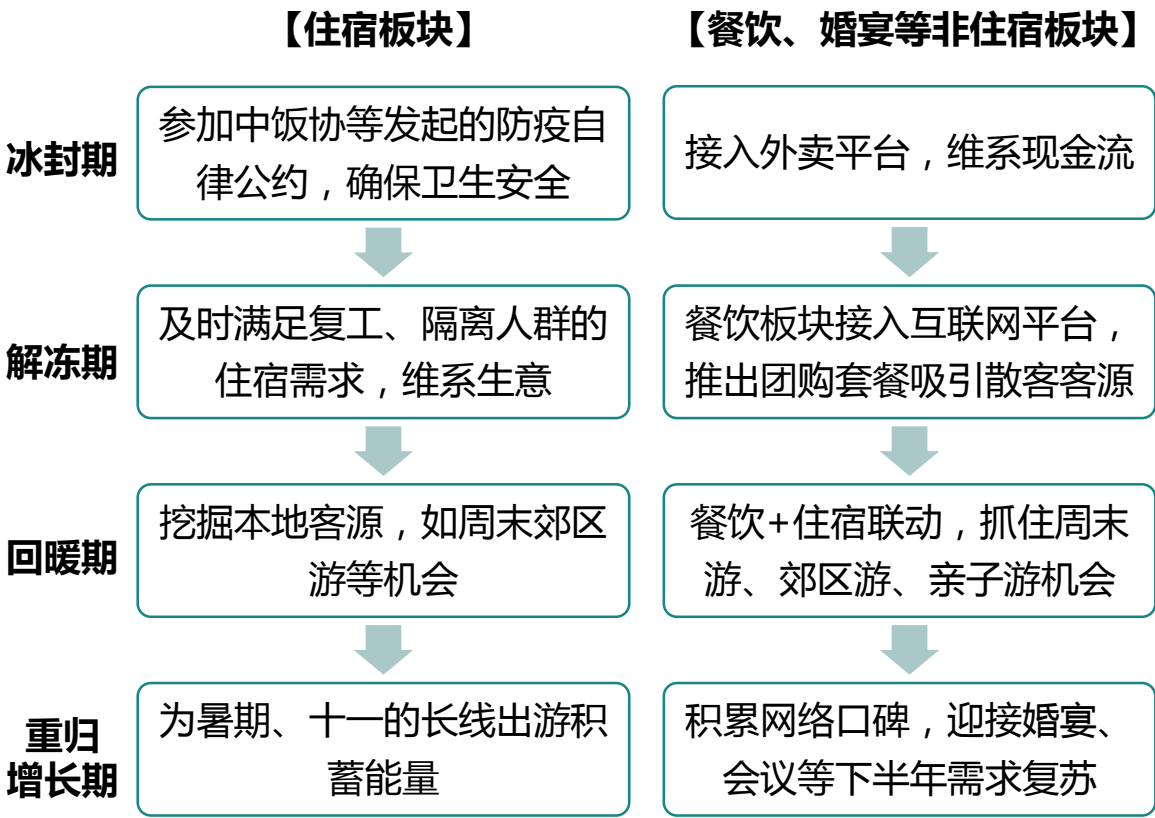 【住宿板块】
【餐饮、婚宴等非住宿板块】
冰封期
参加中饭协等发起的防疫自
律公约，确保卫生安全
接入外卖平台，维系现金流
解冻期
及时满足复工、隔离人群的
住宿需求，维系生意
餐饮板块接入互联网平台，
推出团购套餐吸引散客客源
回暖期
挖掘本地客源，如周末郊区
游等机会
餐饮+住宿联动，抓住周末
游、郊区游、亲子游机会
重归
增长期
为暑期、十一的长线出游积
蓄能量
积累网络口碑，迎接婚宴、
会议等下半年需求复苏